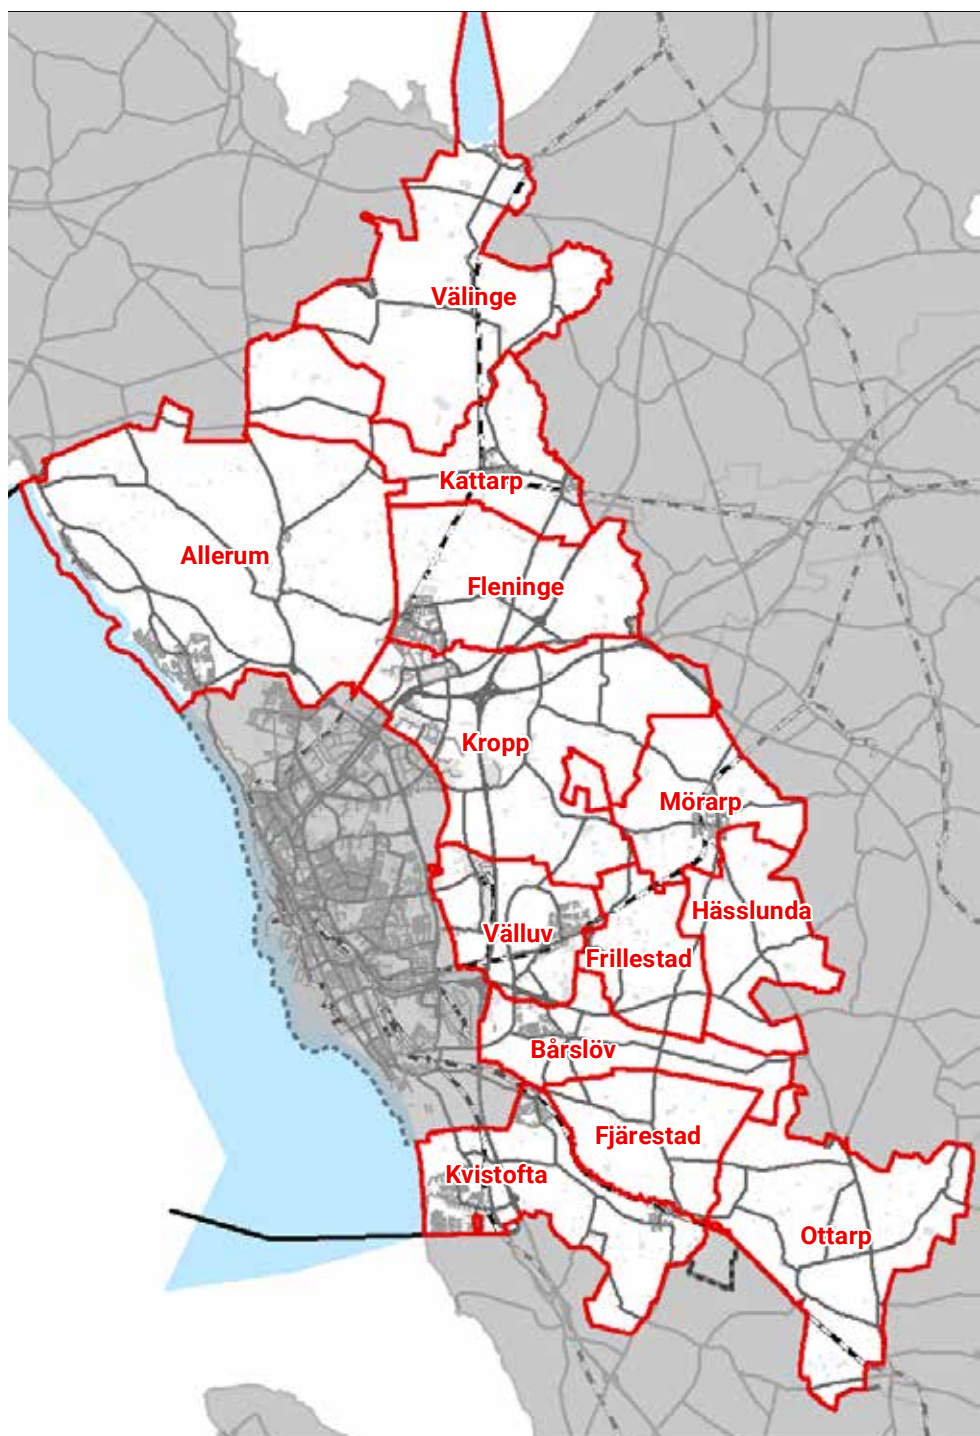 Välinge
Kattarp
Allerum
Fleninge
Kropp
Mörarp
Hässlunda
Välluv
Frillestad
Bårslöv
Fjärestad
Kvistofta
Ottarp